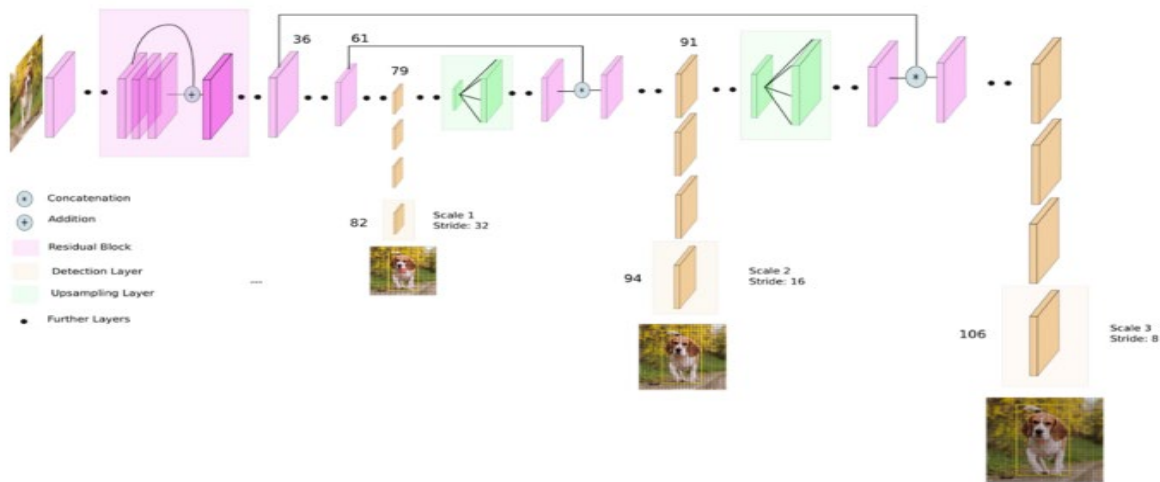 36
61
79
91
Concatenation
Addition
Residual Block
Detection Layer
Upsampling Layer
Further Layers
...
82
Scale 1
Stride: 32
94
Scale 2
Stride: 16
106
Scale 3
Stride: 8